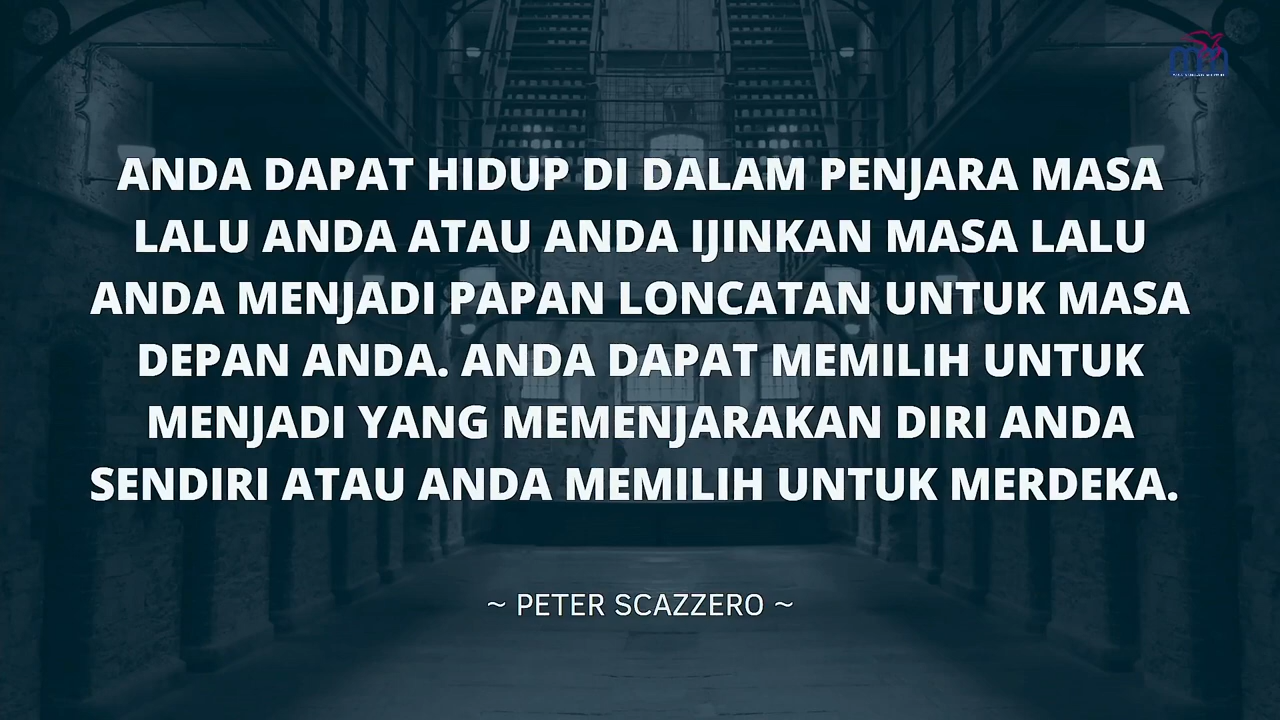 ANDA DAPAT HIDUP DI DALAM PENJARA MASA
LALU ANDA ATAU ANDA IJINKAN MASA LALU
ANDA MENJADI PAPAN LONCATAN UNTUK MASA
DEPAN ANDA. ANDA DAPAT MEMILIH UNTUK
MENJADI YANG MEMENJARAKAN DIRI ANDA
SENDIRI ATAU ANDA MEMILIH UNTUK MERDEKA.
~ PETER SCAZZERO ~